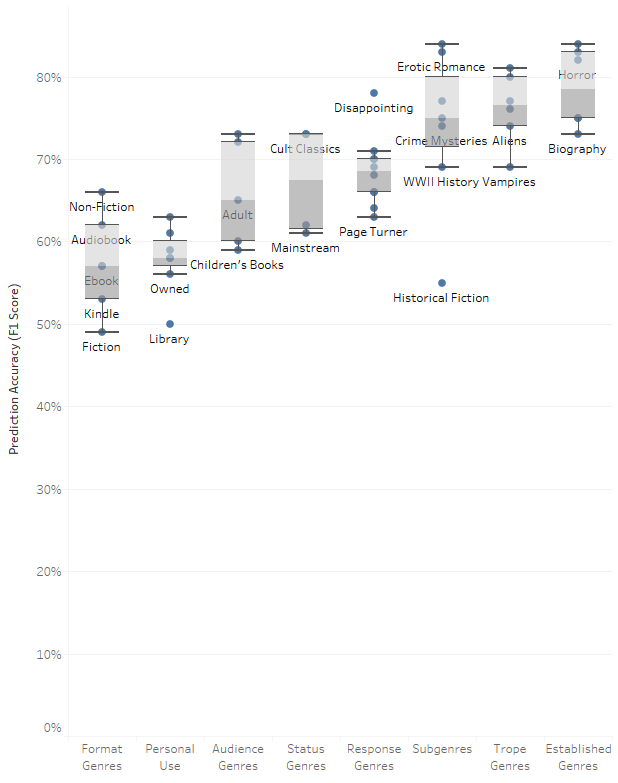 80%
70%
60%
50%
40%
30%
20%
10%
0%
Prediction Accuracy (F1 Score)
Non-Fiction
Audiobook
Ebook
Kindle
Fiction
Owned
Library
Adult
Children's Books
Cult Classics
Mainstream
Disappointing
Page Turner
Erotic Romance
Crime Mysteries
WWII History
Historical Fiction
Aliens
Vampires
Horror
Biography
Format
Genres
Personal
Use
Audience
Genres
Status
Genres
Response
Genres
Subgenres
Trope
Genres
Established
Genres